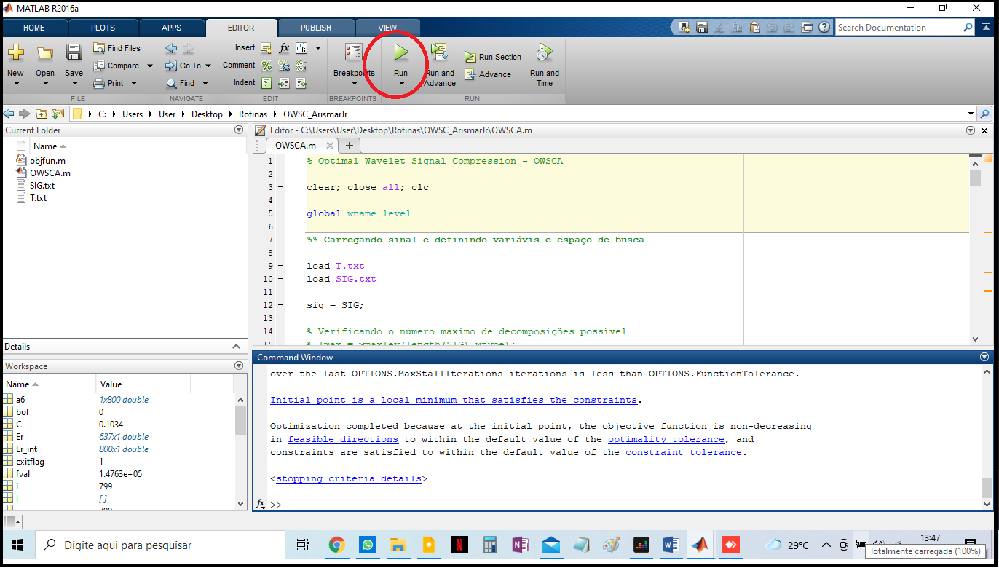 MATLAB R2016a
HOME PLOTS APPS EDITOR PUBLISH VIEW
Search Documentation
New Open Save
Find Files
Compare
Print
FILE
Go To
Find
NAVIGATE
Insert
Comment
Indent
EDIT
Breakpoints
BREAKPOINTS
Run
Run and Advance
Run Section
Advance
Run and Time
RUN
C: Users User Desktop Rotinas OWSC_ArismarJr
Current Folder
Name
objfun.m
OWSCA.m
SIG.txt
T.txt
Details
Workspace
Name Value
a6 1x800 double
bol 0
C 0.1034
Er 637x1 double
Er_int 800x1 double
exitflag 1
fval 1.4763e+05
i 799
l []
Editor - C:\Users\User\Desktop\Rotinas\OWSC_ArismarJr\OWSCA.m
OWSCA.m
1 % Optimal Wavelet Signal Compression - OWSCA
2
3 clear; close all; clc
4
5 global wname level
6
7 %% Carregando sinal e definindo variávis e espaço de busca
8
9 load T.txt
10 load SIG.txt
11
12 sig = SIG;
13
14 % Verificando o número máximo de decomposições possível
15 % lmax = wmaxlev(length(SIG),wtype);
Command Window
over the last OPTIONS.MaxStallIterations iterations is less than OPTIONS.FunctionTolerance.
Initial point is a local minimum that satisfies the constraints.
Optimization completed because at the initial point, the objective function is non-decreasing
in feasible directions to within the default value of the optimality tolerance, and
constraints are satisfied to within the default value of the constraint tolerance.
<stopping criteria details>
fx >>
Digite aqui para pesquisar
29°C
13:47
Totalmente carregada (100%)